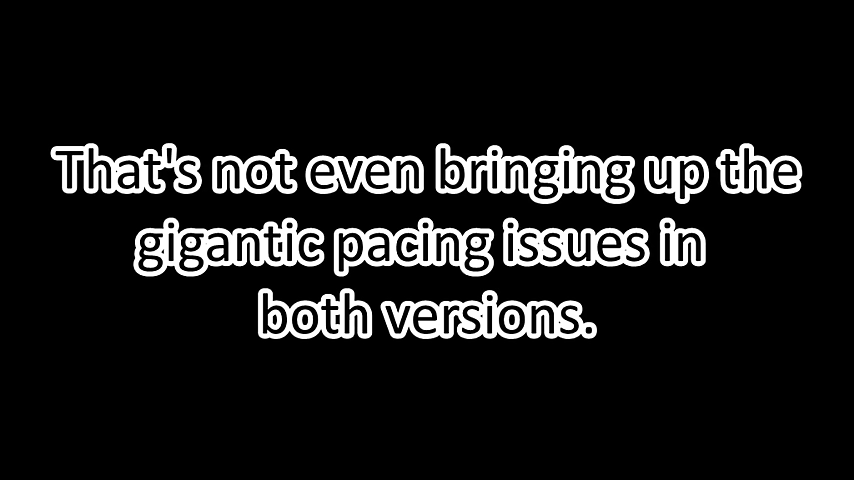 That's not even bringing up the
gigantic pacing issues in
both versions.